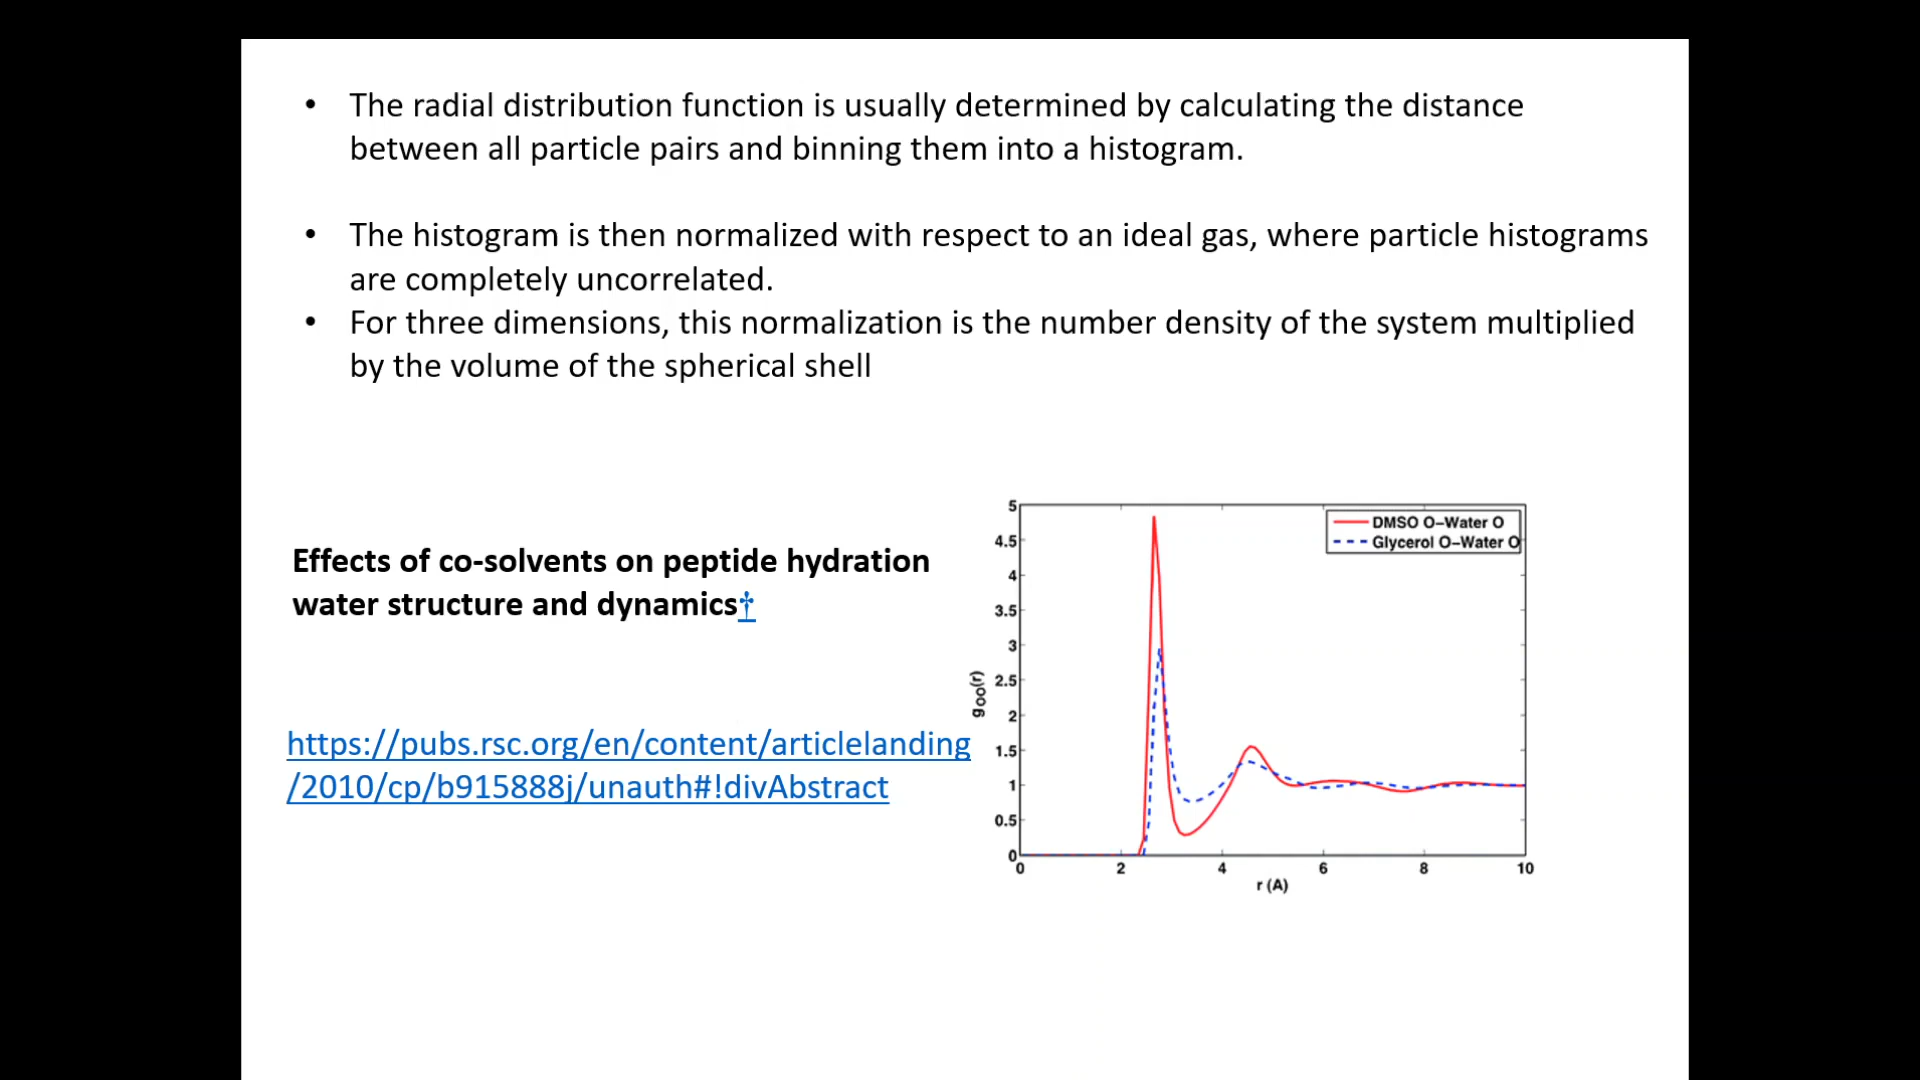 • The radial distribution function is usually determined by calculating the distance
between all particle pairs and binning them into a histogram.
• The histogram is then normalized with respect to an ideal gas, where particle histograms
are completely uncorrelated.
• For three dimensions, this normalization is the number density of the system multiplied
by the volume of the spherical shell
Effects of co-solvents on peptide hydration
water structure and dynamics†
https://pubs.rsc.org/en/content/articlelanding
/2010/cp/b915888j/unauth#!divAbstract
DMSO O–Water O
Glycerol O–Water O
5
4.5
4
3.5
3
2.5
2
1.5
1
0.5
0
gOO(r)
0 2 4 6 8 10
r (A)